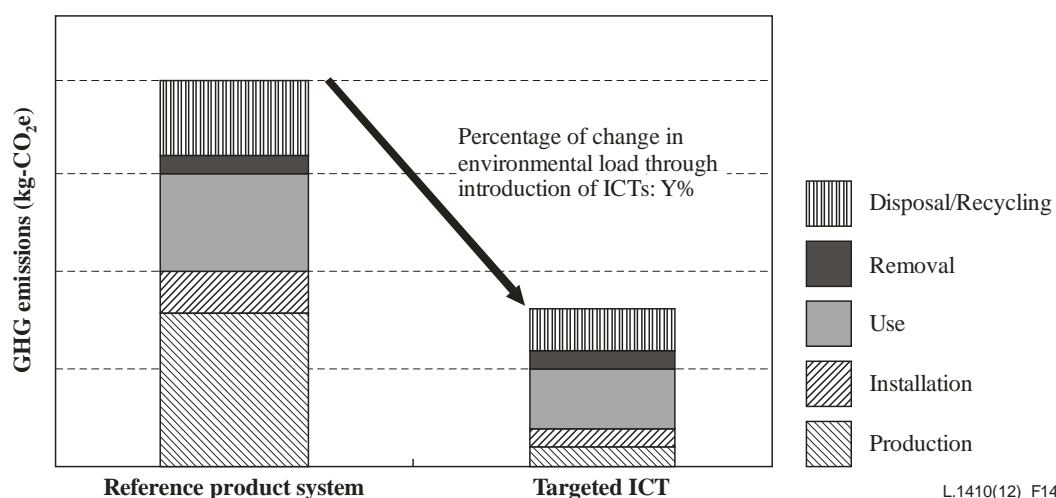 GHG emissions (kg-CO₂e)
Percentage of change in
environmental load through
introduction of ICTs: Y%
Disposal/Recycling
Removal
Use
Installation
Production
Reference product system
Targeted ICT
L.1410(12)_F14